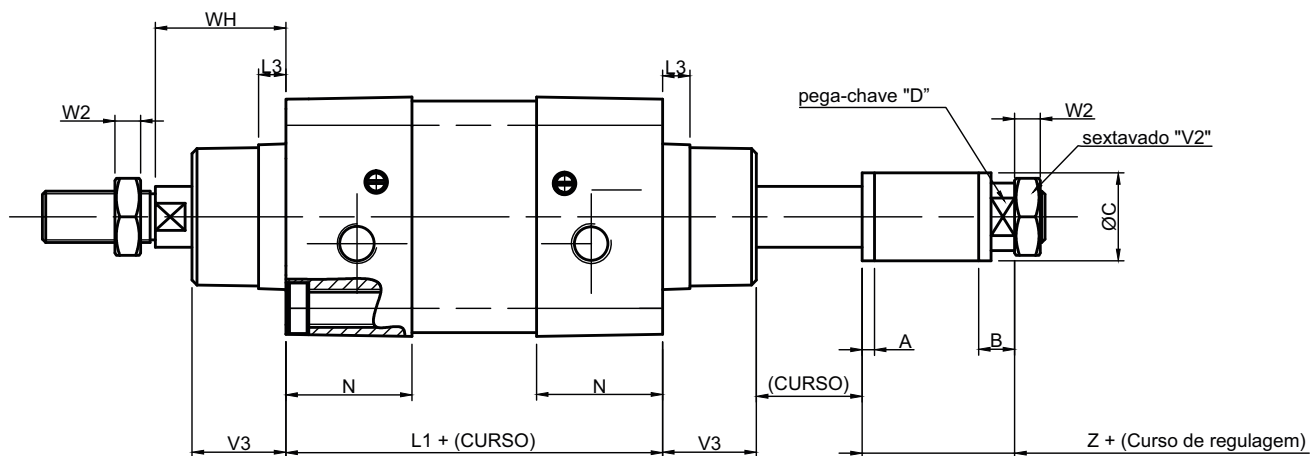 WH
L3
L3
W2
pega-chave "D”
W2
sextavado "V2"
ØC
A
B
N
N
(CURSO)
V3
L1 + (CURSO)
V3
Z + (Curso de regulagem)